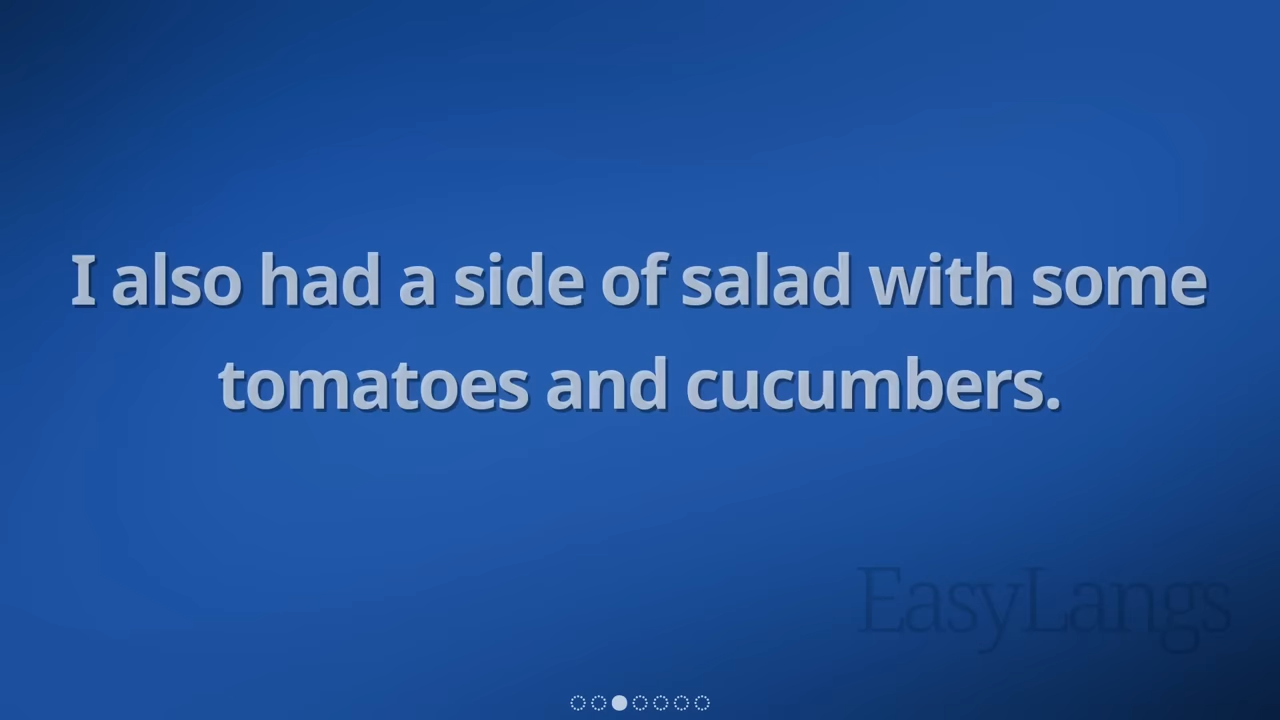 I also had a side of salad with some
tomatoes and cucumbers.
EasyLangs